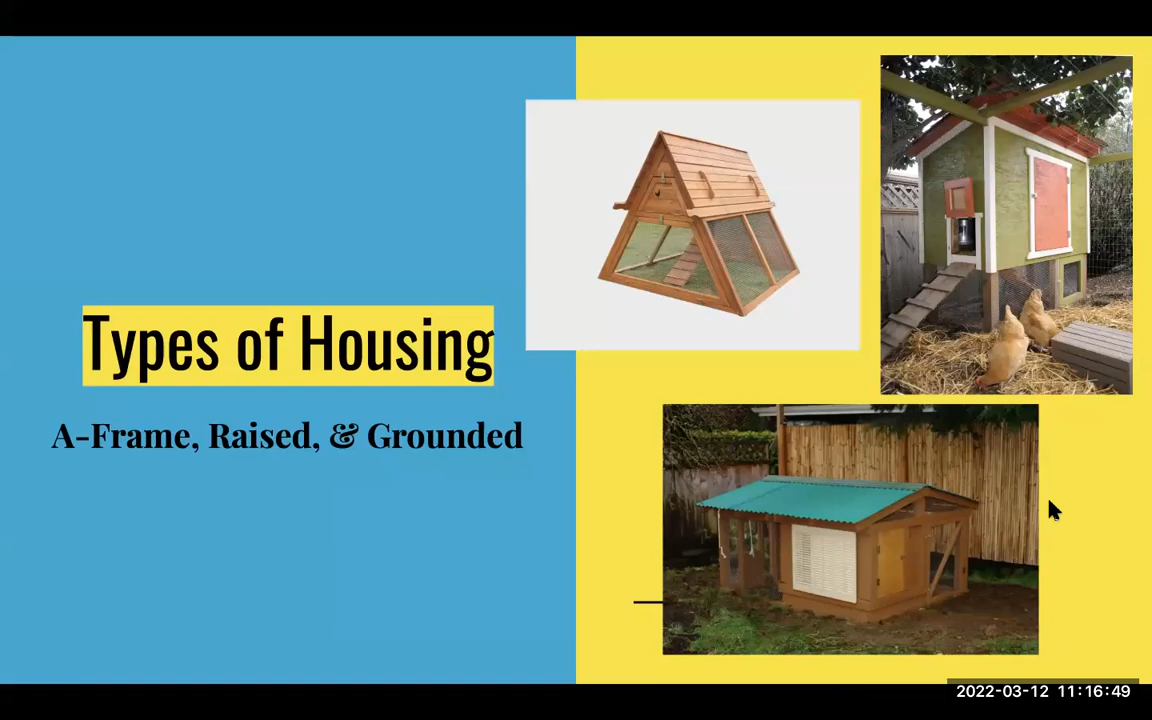 Types of Housing
A-Frame, Raised, & Grounded
2022-03-12 11:16:49